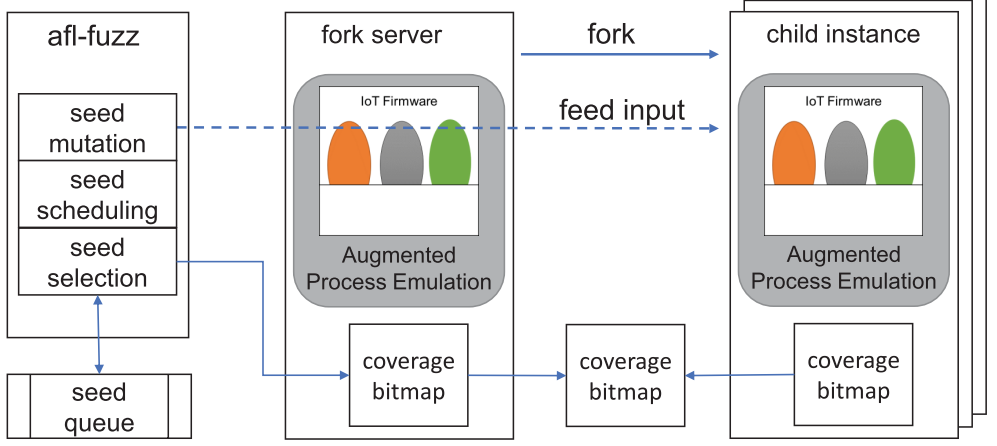 afl-fuzz
seed
mutation
seed
scheduling
seed
selection
seed
queue
fork server
IoT Firmware
Augmented
Process Emulation
coverage
bitmap
fork
feed input
coverage
bitmap
child instance
IoT Firmware
Augmented
Process Emulation
coverage
bitmap